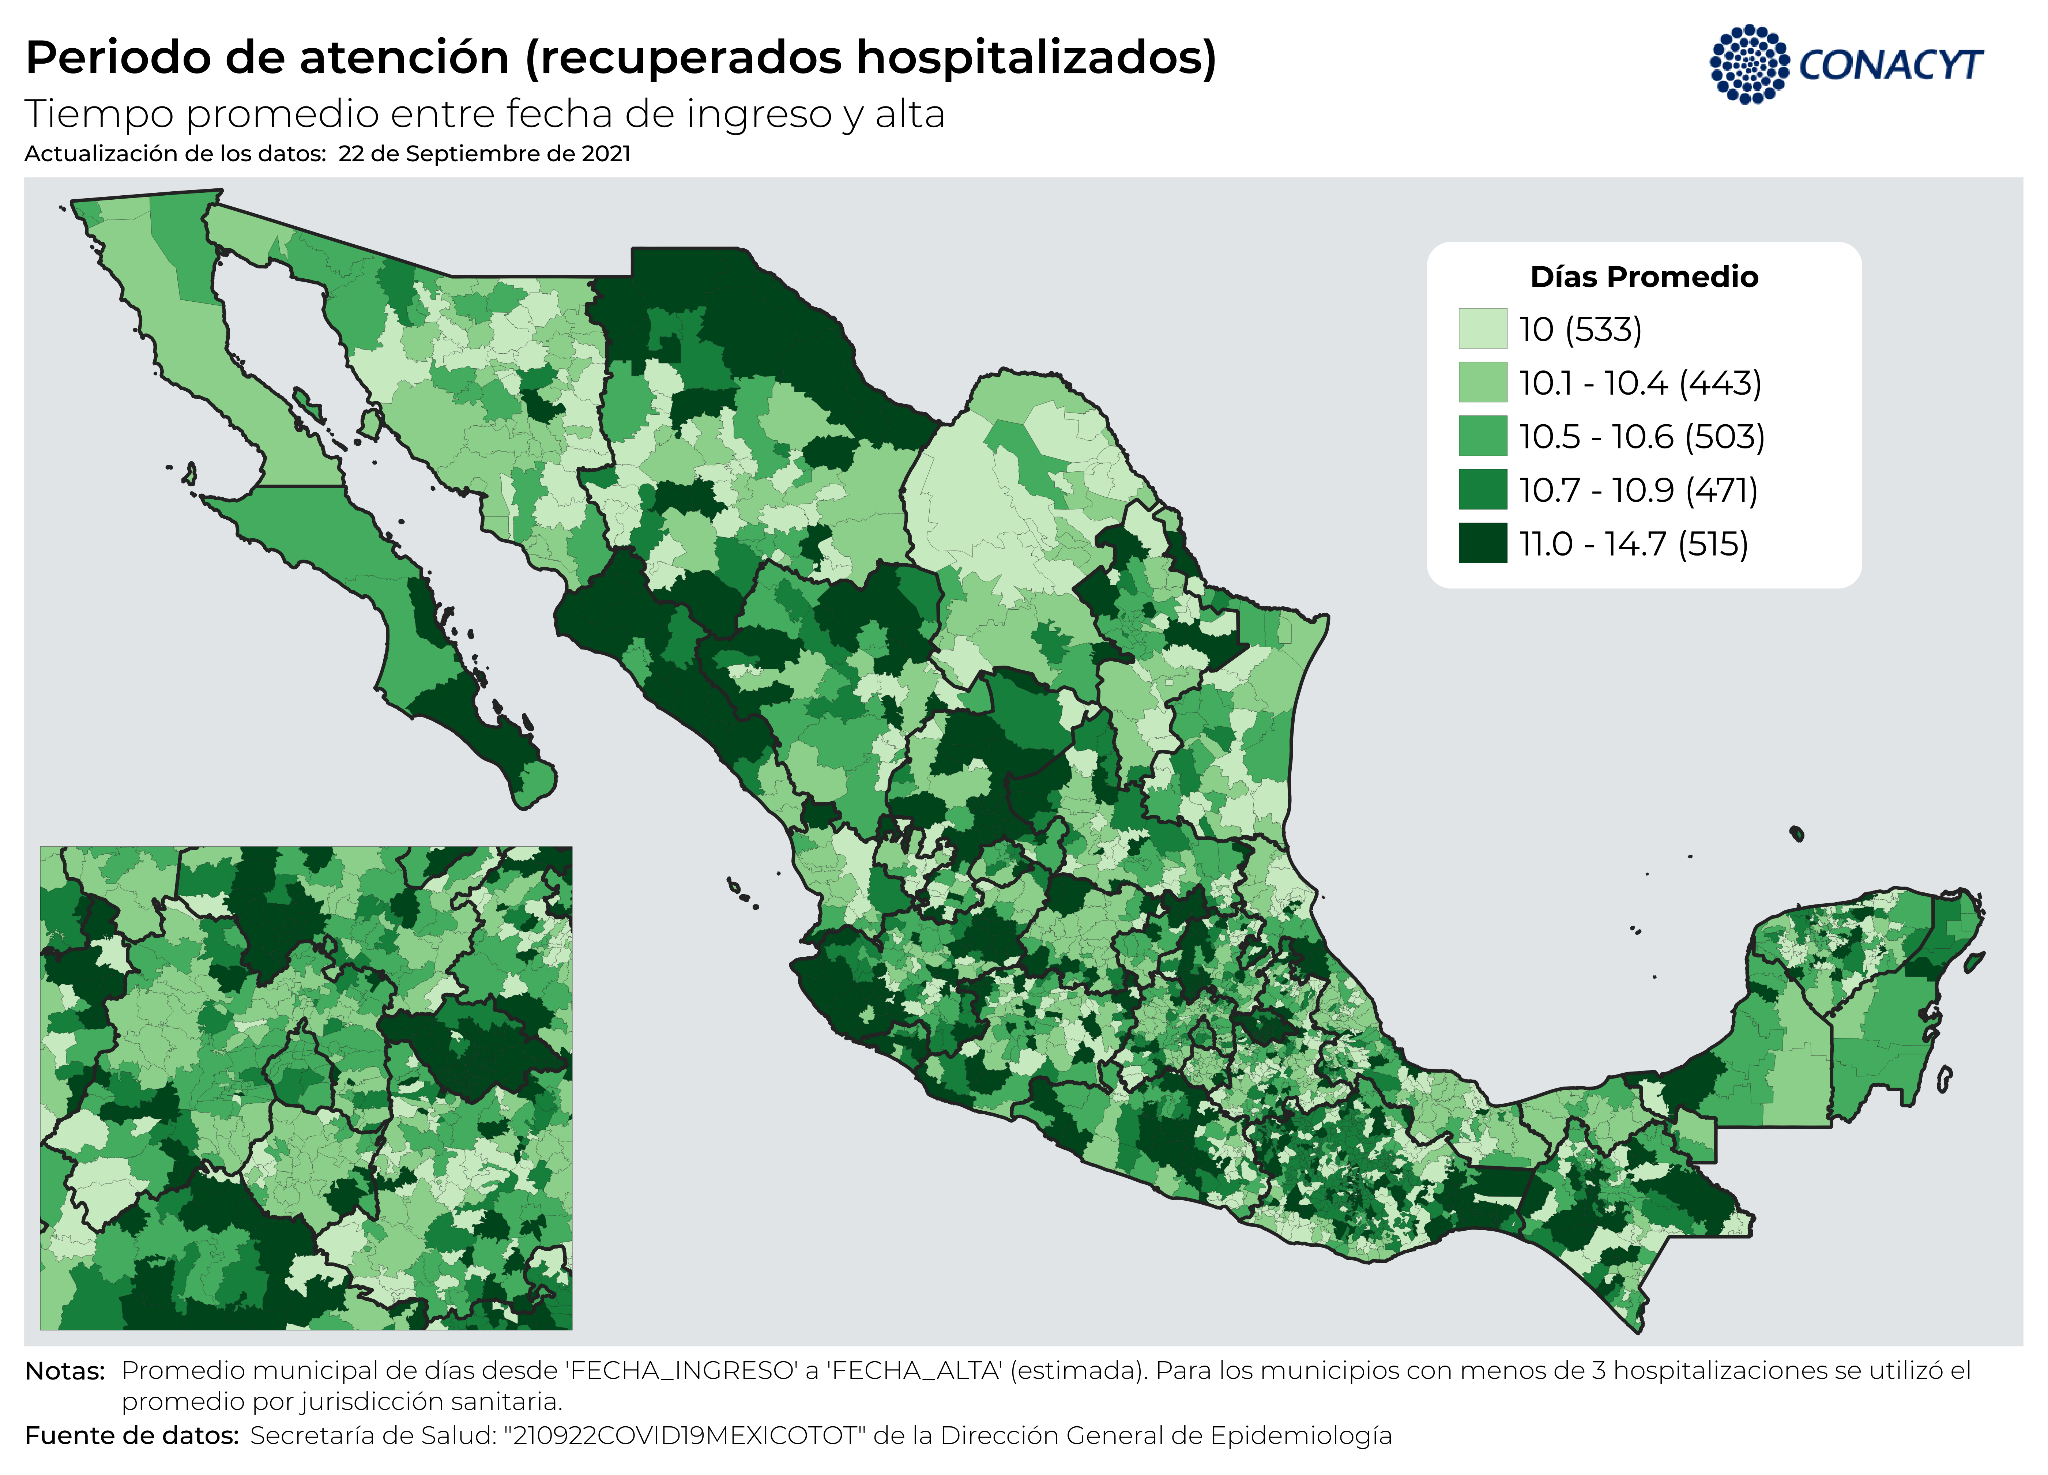 Periodo de atención (recuperados hospitalizados)
CONACYT
Tiempo promedio entre fecha de ingreso y alta
Actualización de los datos: 22 de Septiembre de 2021
Días Promedio
10 (533)
10.1 - 10.4 (443)
10.5 - 10.6 (503)
10.7 - 10.9 (471)
11.0 - 14.7 (515)
Notas: Promedio municipal de días desde 'FECHA_INGRESO' a 'FECHA_ALTA' (estimada). Para los municipios con menos de 3 hospitalizaciones se utilizó el
promedio por jurisdicción sanitaria.
Fuente de datos: Secretaría de Salud: "210922COVID19MEXICOTOT" de la Dirección General de Epidemiología